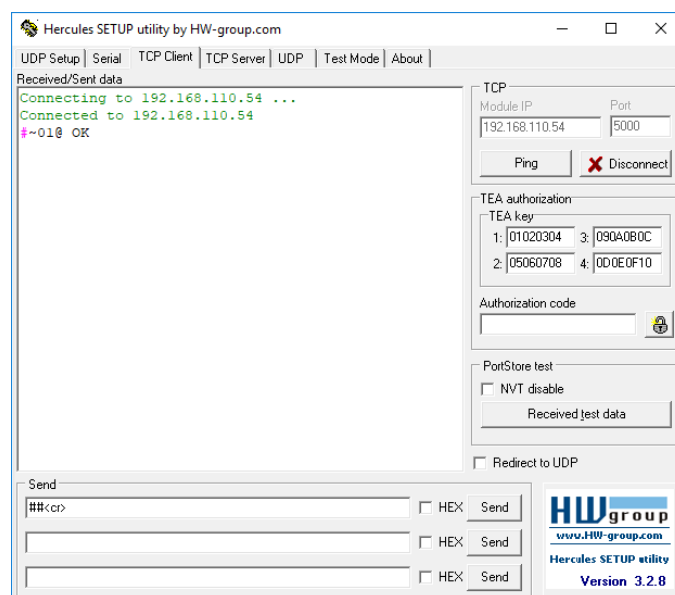 Hercules SETUP utility by HW-group.com
UDP Setup Serial TCP Client TCP Server UDP Test Mode About
Received/Sent data
Connecting to 192.168.110.54 ...
Connected to 192.168.110.54
#~01@ OK
TCP
Module IP Port
192.168.110.54 5000
Ping Disconnect
TEA authorization
TEA key
1: 01020304 3: 090A0B0C
2: 05060708 4: 0D0E0F10
Authorization code
PortStore test
NVT disable
Received test data
Redirect to UDP
Send
##<cr> HEX Send
HEX Send
HEX Send
HW group
www.HW-group.com
Hercules SETUP utility
Version 3.2.8